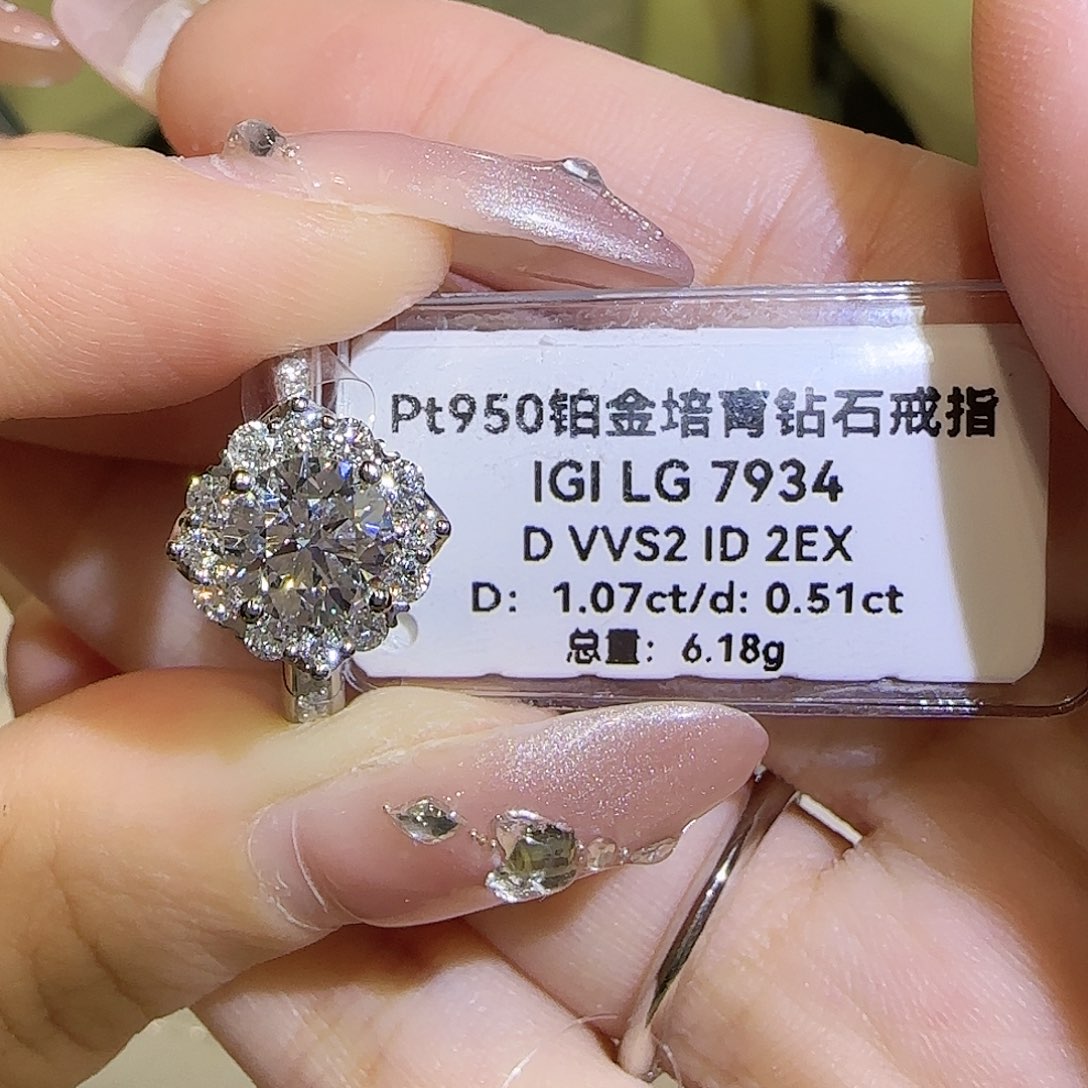 Pt950铂金培育钻石戒指
IGI LG 7934
D VVS2 ID 2EX
D: 1.07ct/d: 0.51ct
总重: 6.18g